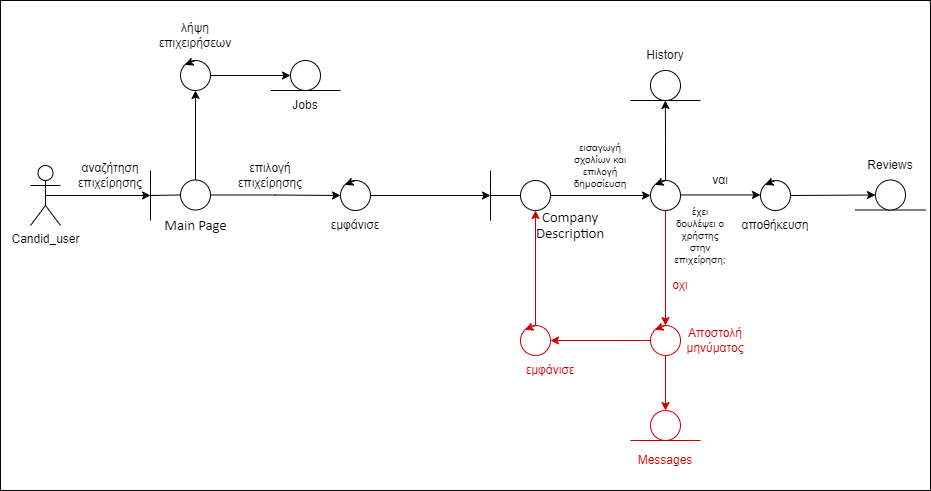 λήψη
επιχειρήσεων
Jobs
History
αναζήτηση
επιχείρησης
επιλογή
επιχείρησης
εισαγωγή
σχολίων και
επιλογή
δημοσίευση
ναι
Reviews
Candid_user
Main Page
εμφάνισε
Company
Description
έχει
δουλέψει ο
χρήστης
στην
επιχείρηση;
αποθήκευση
οχι
Αποστολή
μηνύματος
εμφάνισε
Messages